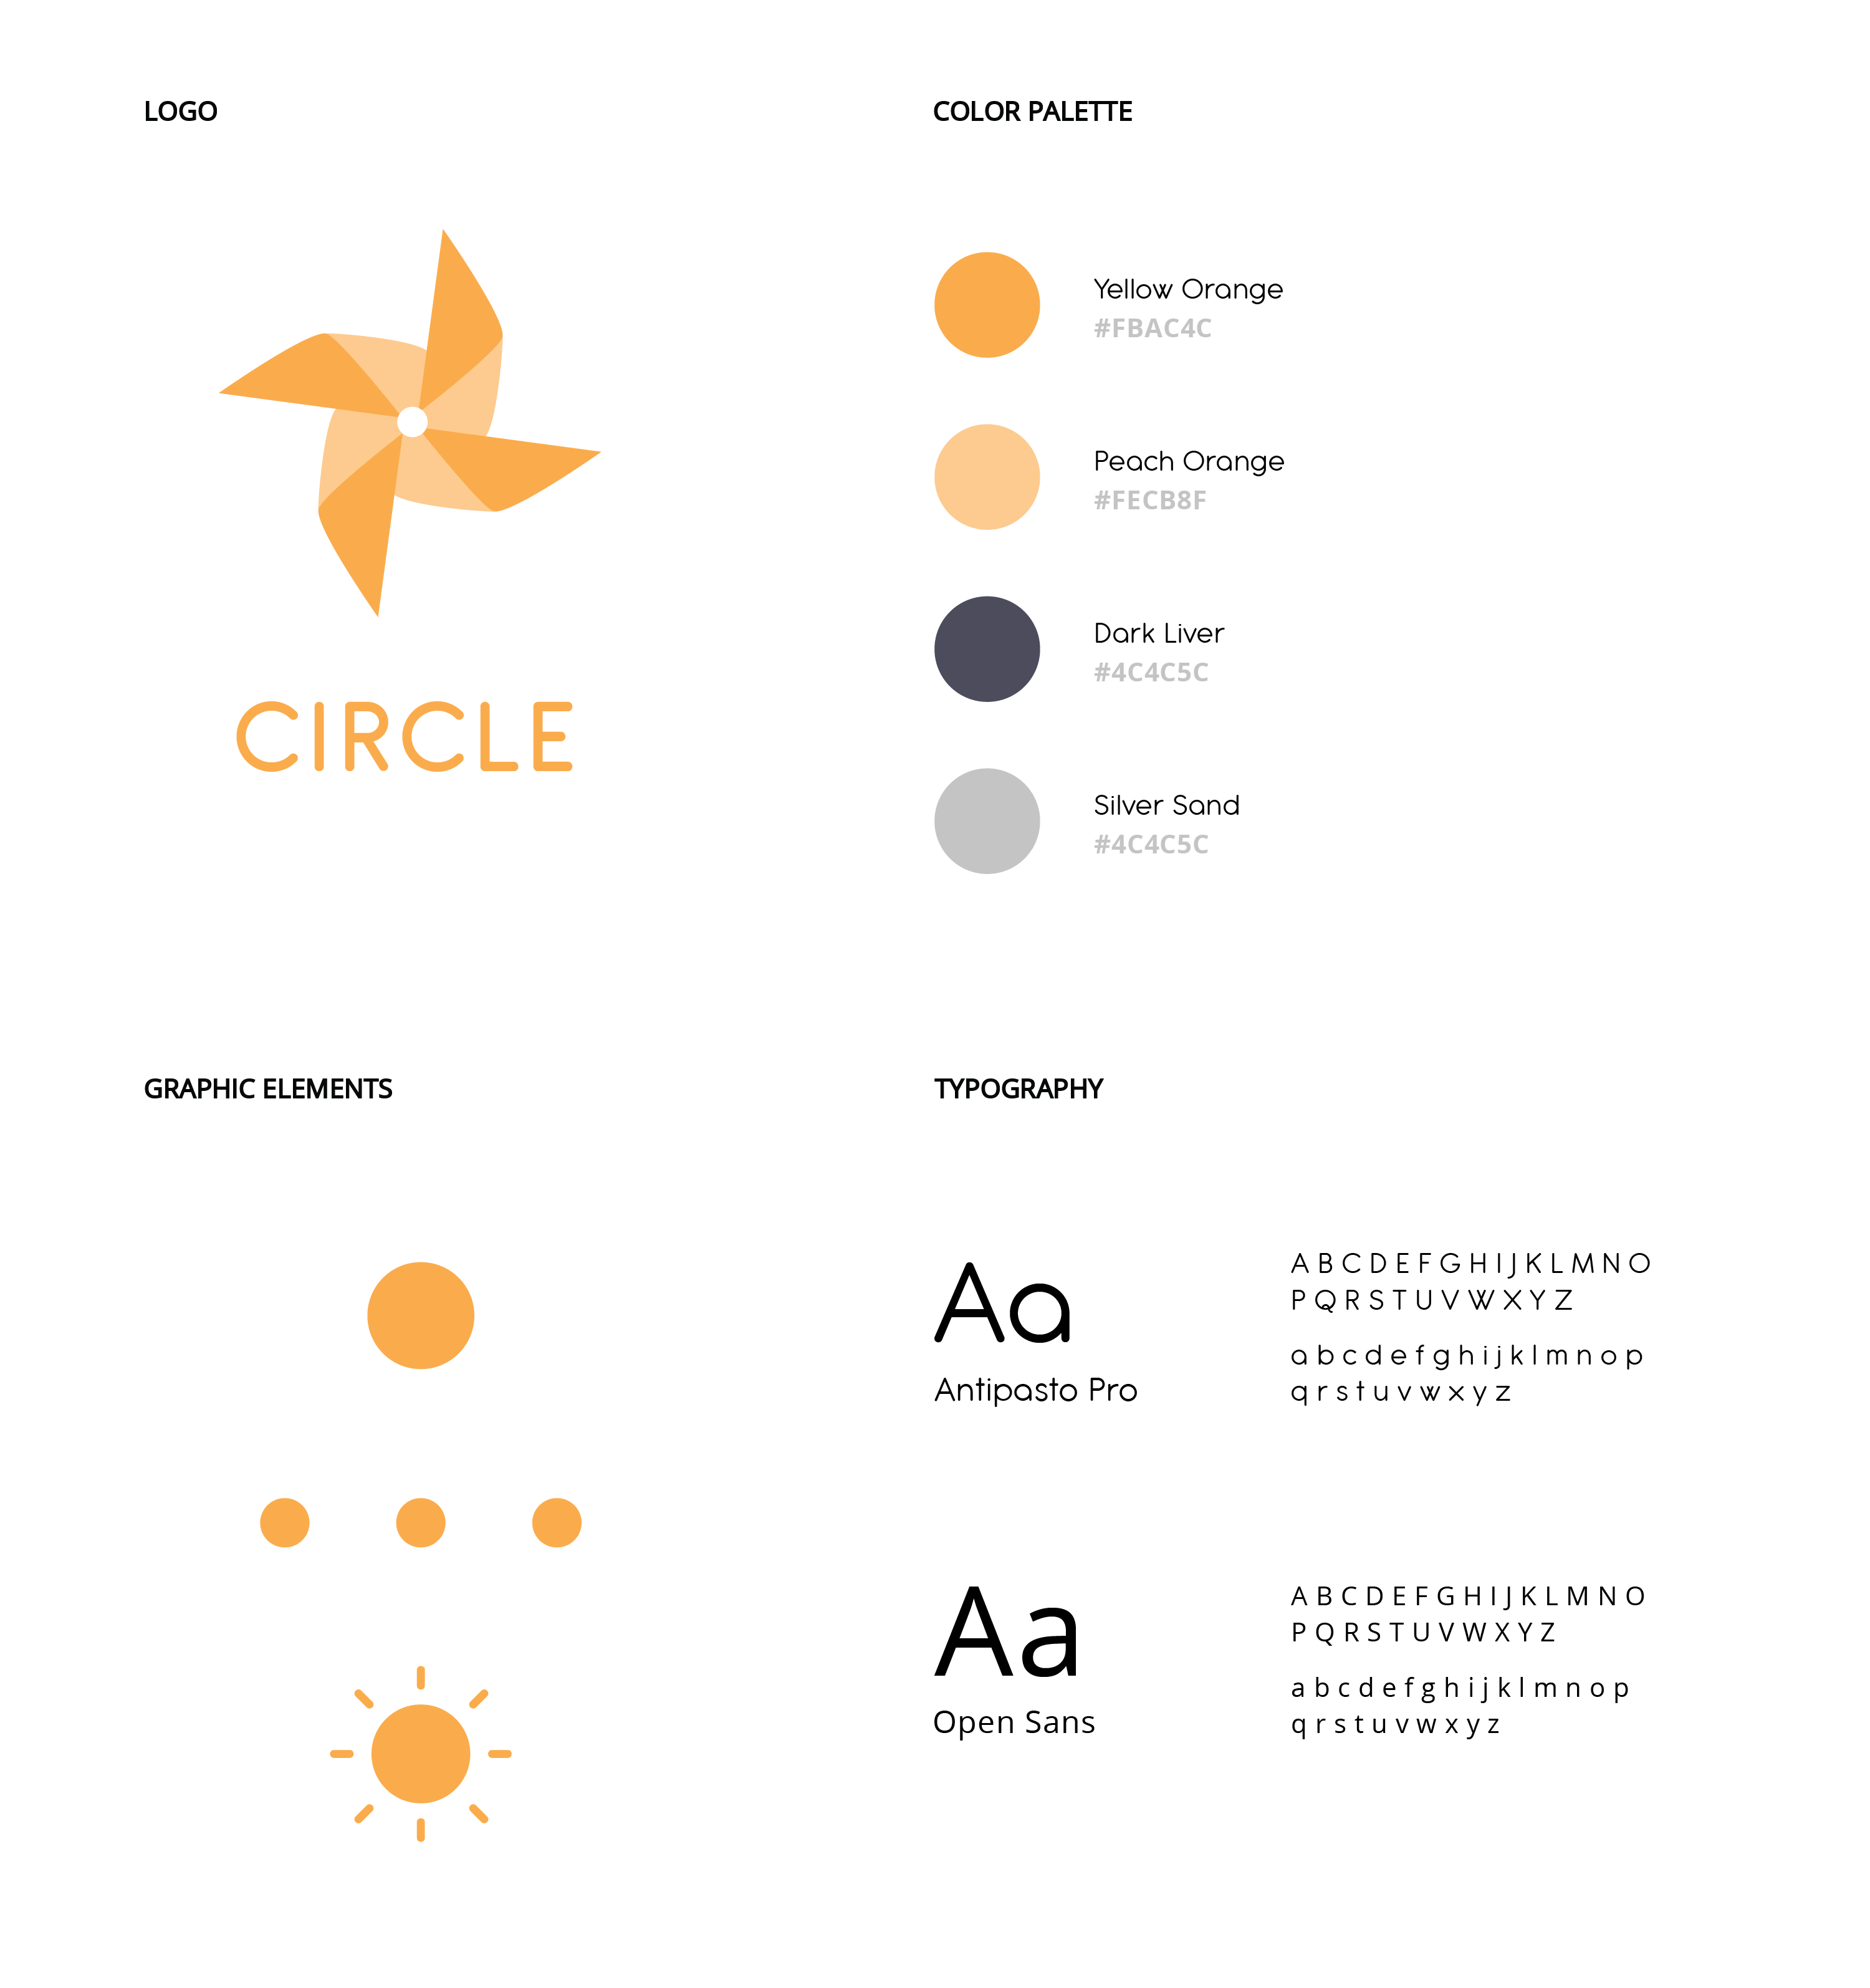 LOGO
CIRCLE
COLOR PALETTE
Yellow Orange
#FBAC4C
Peach Orange
#FECB8F
Dark Liver
#4C4C5C
Silver Sand
#4C4C5C
GRAPHIC ELEMENTS
TYPOGRAPHY
Aa
Antipasto Pro
A B C D E F G H I J K L M N O
P Q R S T U V W X Y Z
a b c d e f g h i j k l m n o p
q r s t u v w x y z
Aa
Open Sans
A B C D E F G H I J K L M N O
P Q R S T U V W X Y Z
a b c d e f g h i j k l m n o p
q r s t u v w x y z